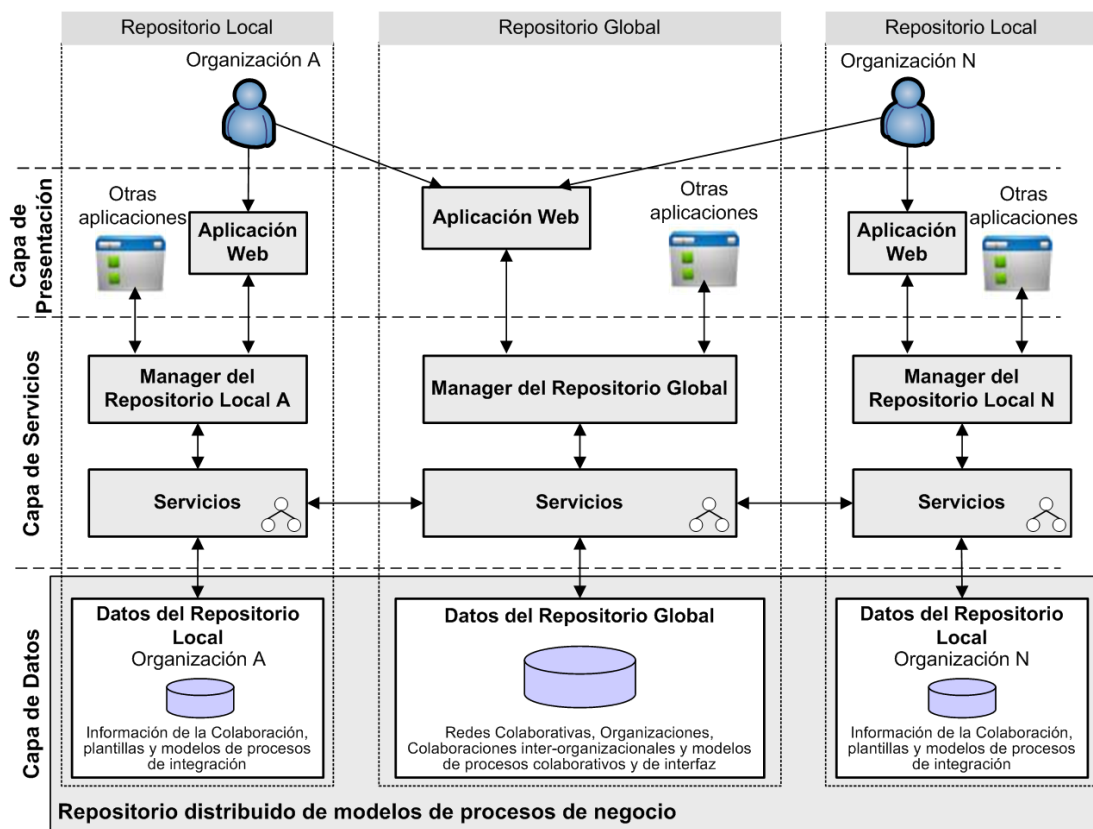 Repositorio Local
Repositorio Global
Repositorio Local
Organización A
Organización N
Capa de
Presentación
Otras
aplicaciones
Aplicación
Web
Aplicación Web
Otras
aplicaciones
Aplicación
Web
Otras
aplicaciones
Capa de Servicios
Manager del
Repositorio Local A
Manager del Repositorio Global
Manager del
Repositorio Local N
Servicios
Servicios
Servicios
Capa de Datos
Datos del Repositorio
Local
Organización A
Información de la Colaboración,
plantillas y modelos de procesos
de integración
Datos del Repositorio Global
Redes Colaborativas, Organizaciones,
Colaboraciones inter-organizacionales y modelos
de procesos colaborativos y de interfaz
Datos del Repositorio
Local
Organización N
Información de la Colaboración,
plantillas y modelos de procesos
de integración
Repositorio distribuido de modelos de procesos de negocio